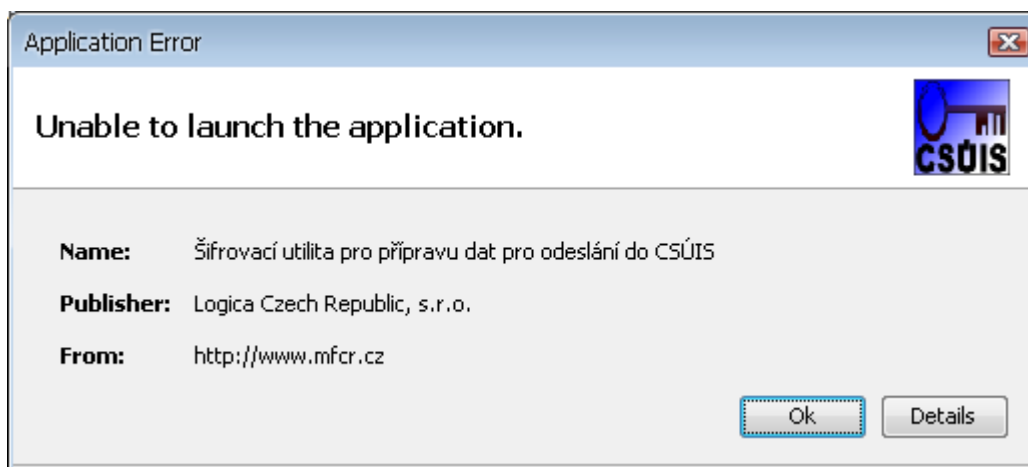 Application Error
Unable to launch the application.
CSÚIS
Name: Šifrovací utilita pro přípravu dat pro odeslání do CSÚIS
Publisher: Logica Czech Republic, s.r.o.
From: http://www.mfcr.cz
Ok Details